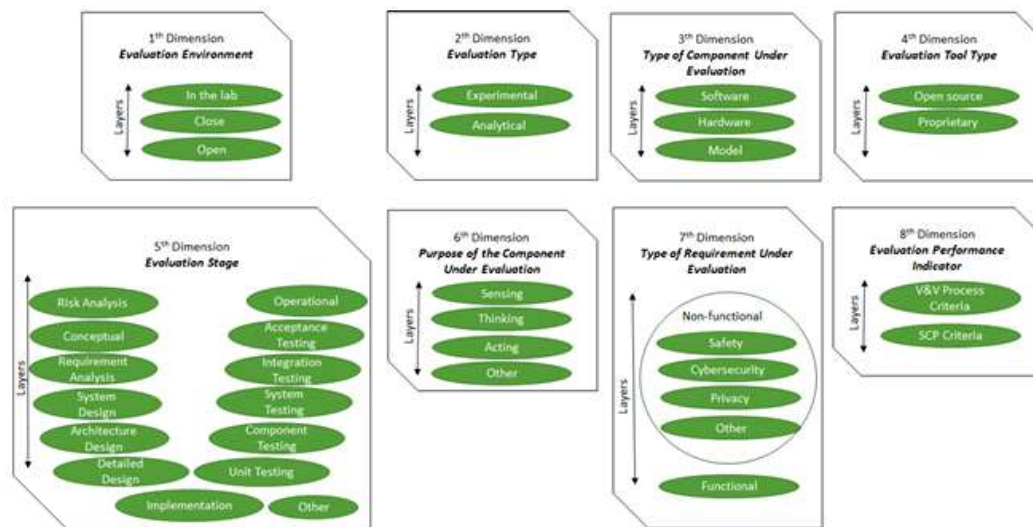 1th Dimension
Evaluation Environment
Layers
In the lab
Close
Open
2th Dimension
Evaluation Type
Layers
Experimental
Analytical
3th Dimension
Type of Component Under
Evaluation
Layers
Software
Hardware
Model
4th Dimension
Evaluation Tool Type
Layers
Open source
Proprietary
5th Dimension
Evaluation Stage
Layers
Risk Analysis
Conceptual
Requirement
Analysis
System
Design
Architecture
Design
Detailed
Design
Implementation
Operational
Acceptance
Testing
Integration
Testing
System
Testing
Component
Testing
Unit Testing
Other
6th Dimension
Purpose of the Component
Under Evaluation
Layers
Sensing
Thinking
Acting
Other
7th Dimension
Type of Requirement Under
Evaluation
Layers
Non-functional
Safety
Cybersecurity
Privacy
Other
Functional
8th Dimension
Evaluation Performance
Indicator
Layers
V&V Process
Criteria
SCP Criteria